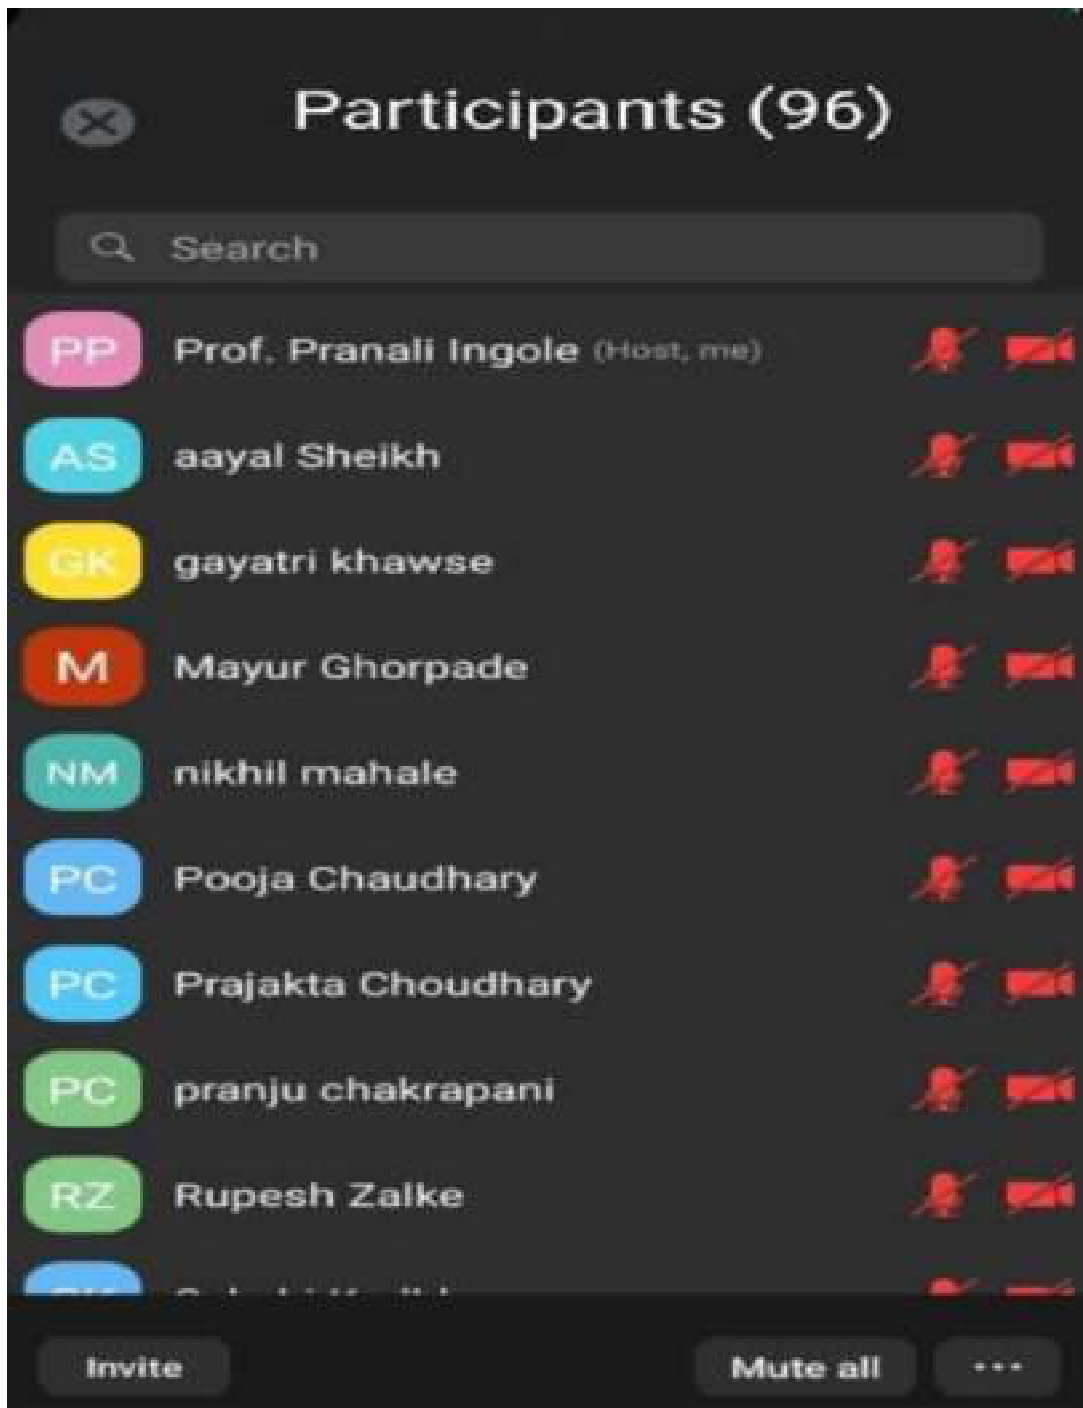 Participants (96)
Search
PP Prof. Pranali Ingole (Host, me)
AS aayal Sheikh
GK gayatri khawse
M Mayur Ghorpade
NM nikhil mahale
PC Pooja Chaudhary
PC Prajakta Choudhary
PC pranju chakrapani
RZ Rupesh Zalke
Invite Mute all ...